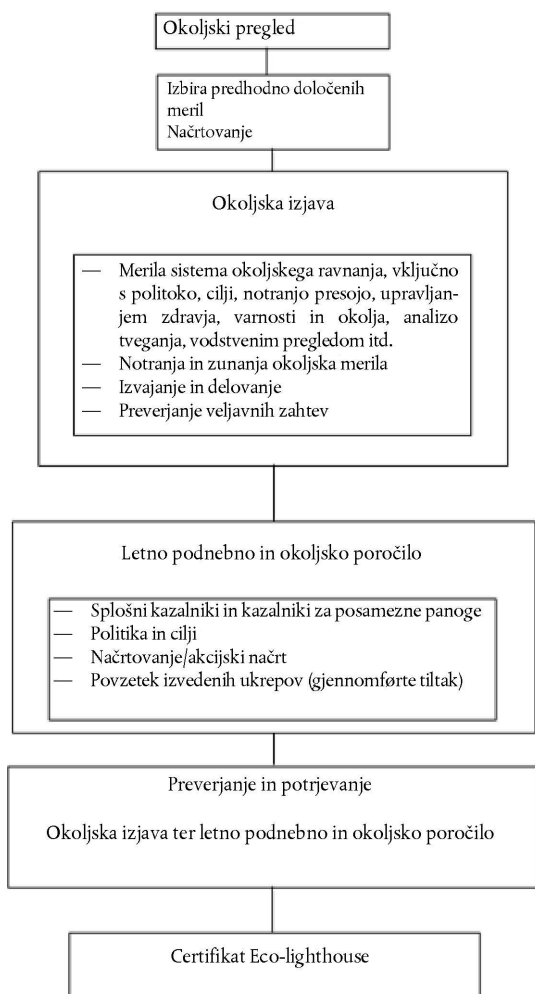 Okoljski pregled
Izbira predhodno določenih
meril
Načrtovanje
Okoljska izjava
— Merila sistema okoljskega ravnanja, vključno
s politoko, cilji, notranjo presojo, upravljan-
jem zdravja, varnosti in okolja, analizo
tveganja, vodstvenim pregledom itd.
— Notranja in zunanja okoljska merila
— Izvajanje in delovanje
— Preverjanje veljavnih zahtev
Letno podnebno in okoljsko poročilo
— Splošni kazalniki in kazalniki za posamezne panoge
— Politika in cilji
— Načrtovanje/akcijski načrt
— Povzetek izvedenih ukrepov (gjennomførte tiltak)
Preverjanje in potrjevanje
Okoljska izjava ter letno podnebno in okoljsko poročilo
Certifikat Eco-lighthouse